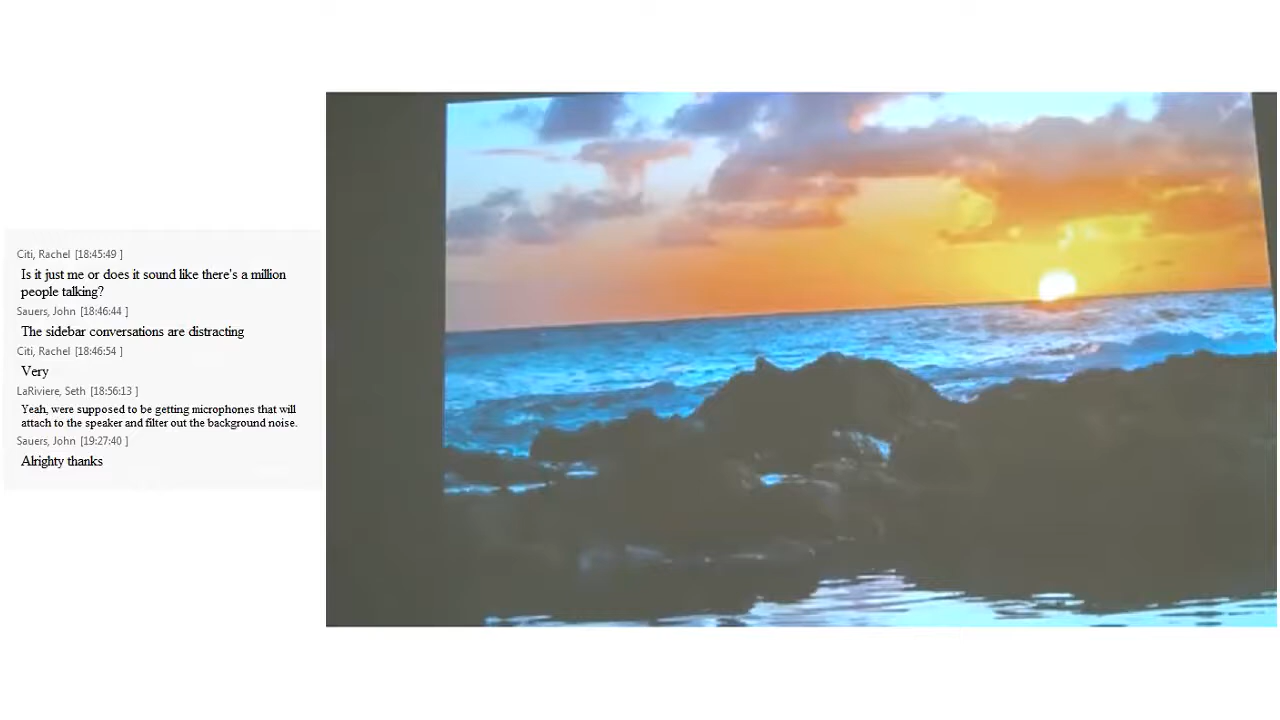 Citi, Rachel [18:45:49 ]
Is it just me or does it sound like there's a million
people talking?
Sauers, John [18:46:44 ]
The sidebar conversations are distracting
Citi, Rachel [18:46:54 ]
Very
LaRiviere, Seth [18:56:13 ]
Yeah, were supposed to be getting microphones that will
attach to the speaker and filter out the background noise.
Sauers, John [19:27:40 ]
Alrighty thanks